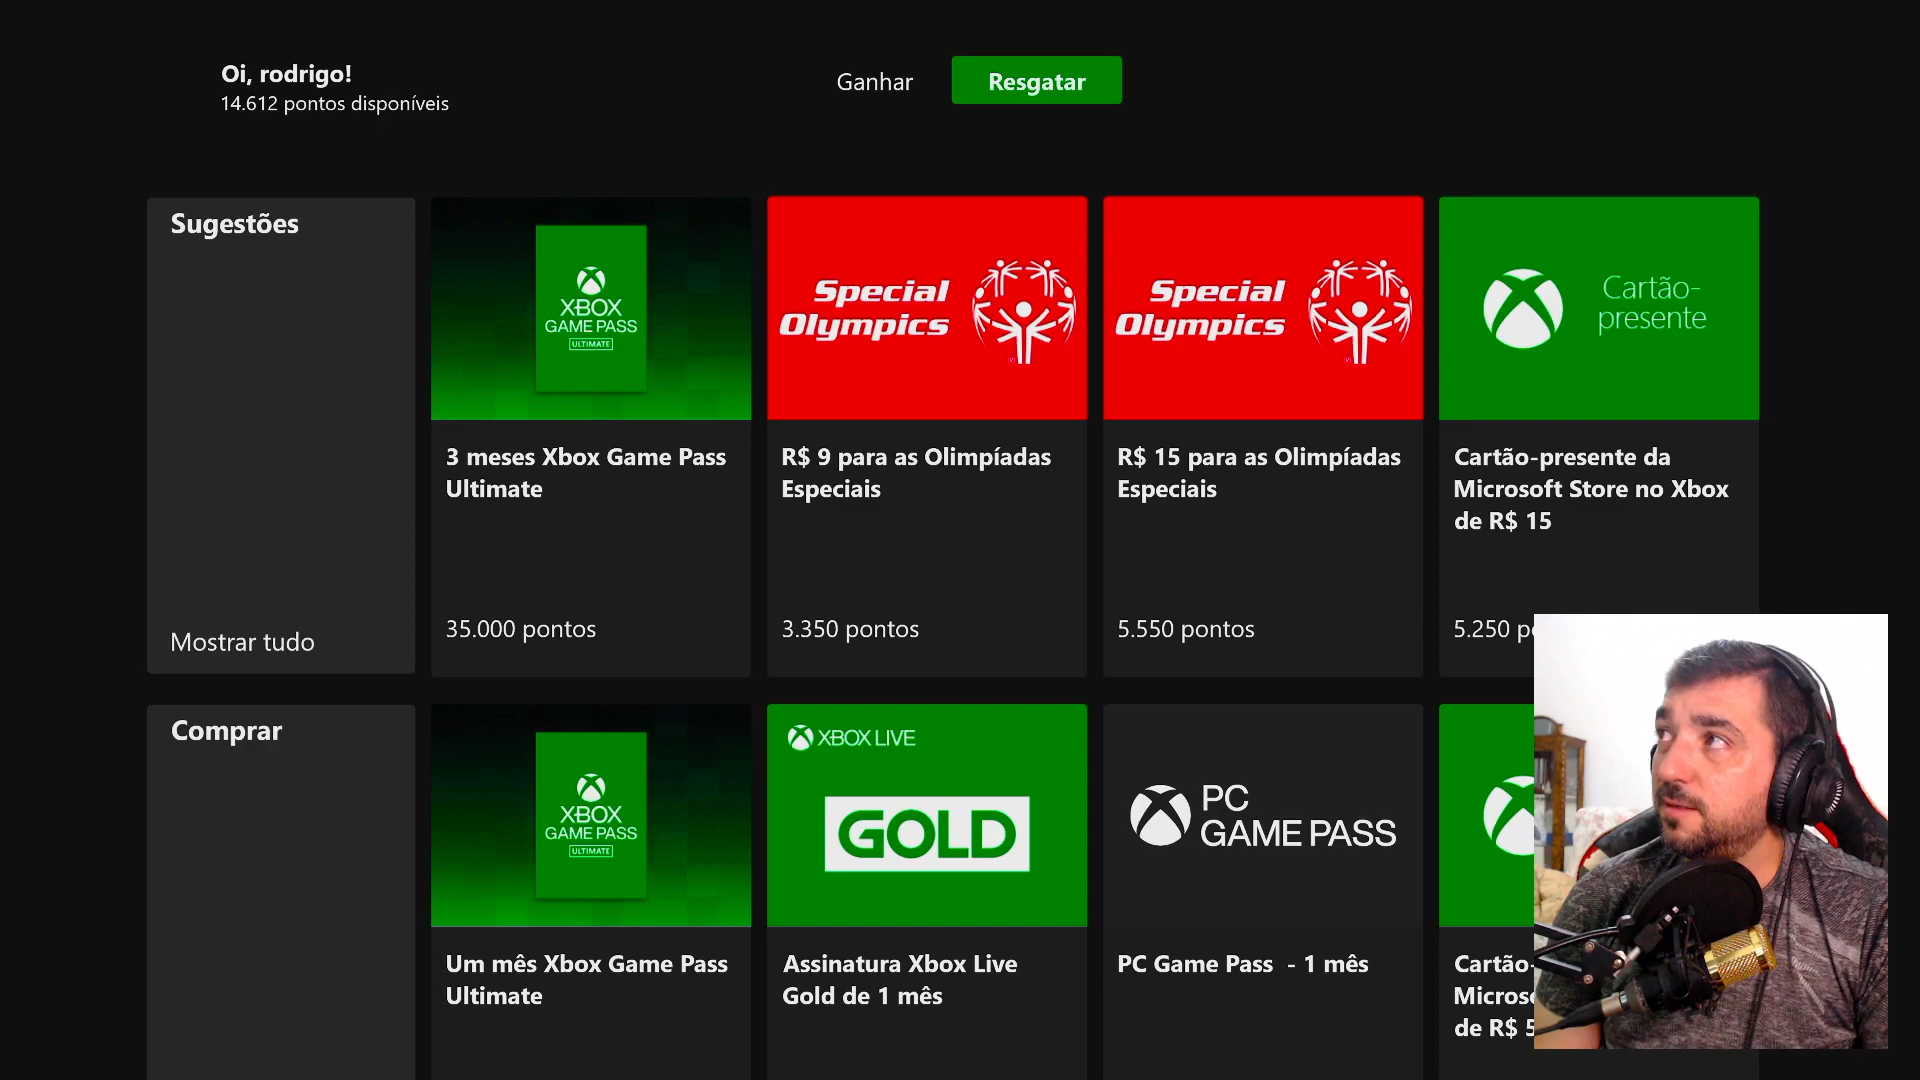 Oi, rodrigo!
14.612 pontos disponíveis
Ganhar
Resgatar
Sugestões
Mostrar tudo
XBOX
GAME PASS
ULTIMATE
3 meses Xbox Game Pass
Ultimate
35.000 pontos
Special
Olympics
R$ 9 para as Olimpíadas
Especiais
3.350 pontos
Special
Olympics
R$ 15 para as Olimpíadas
Especiais
5.550 pontos
Cartão-
presente
Cartão-presente da
Microsoft Store no Xbox
de R$ 15
5.250
Comprar
XBOX
GAME PASS
ULTIMATE
Um mês Xbox Game Pass
Ultimate
XBOX LIVE
GOLD
Assinatura Xbox Live
Gold de 1 mês
PC
GAME PASS
PC Game Pass - 1 mês
Cartão-
de R$